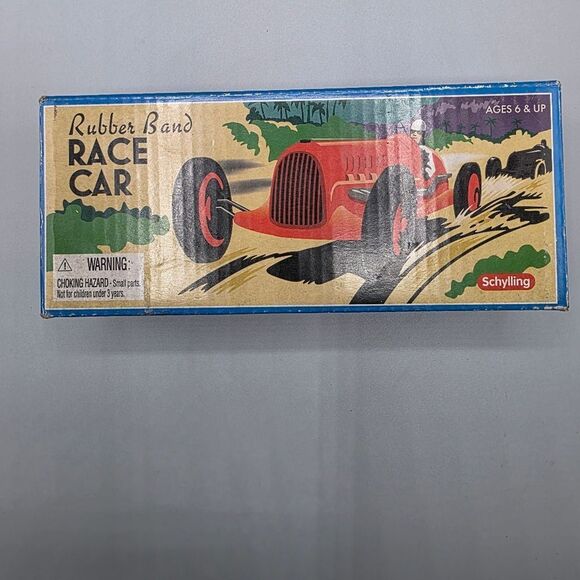 Rubber Band
RACE
CAR
AGES 6 & UP
WARNING:
CHOKING HAZARD - Small parts.
Not for children under 3 years.
Schylling